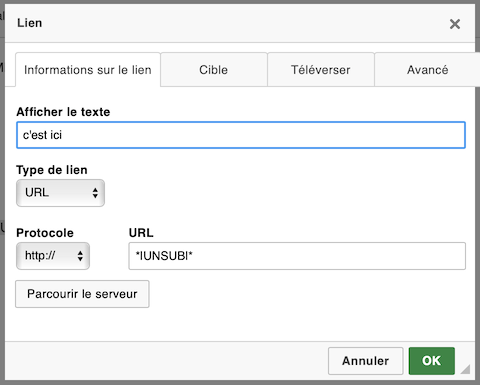 Lien
Informations sur le lien
Cible
Téléverser
Avancé
Afficher le texte
c'est ici
Type de lien
URL
Protocole
URL
http://
*|UNSUB|*
Parcourir le serveur
Annuler
OK